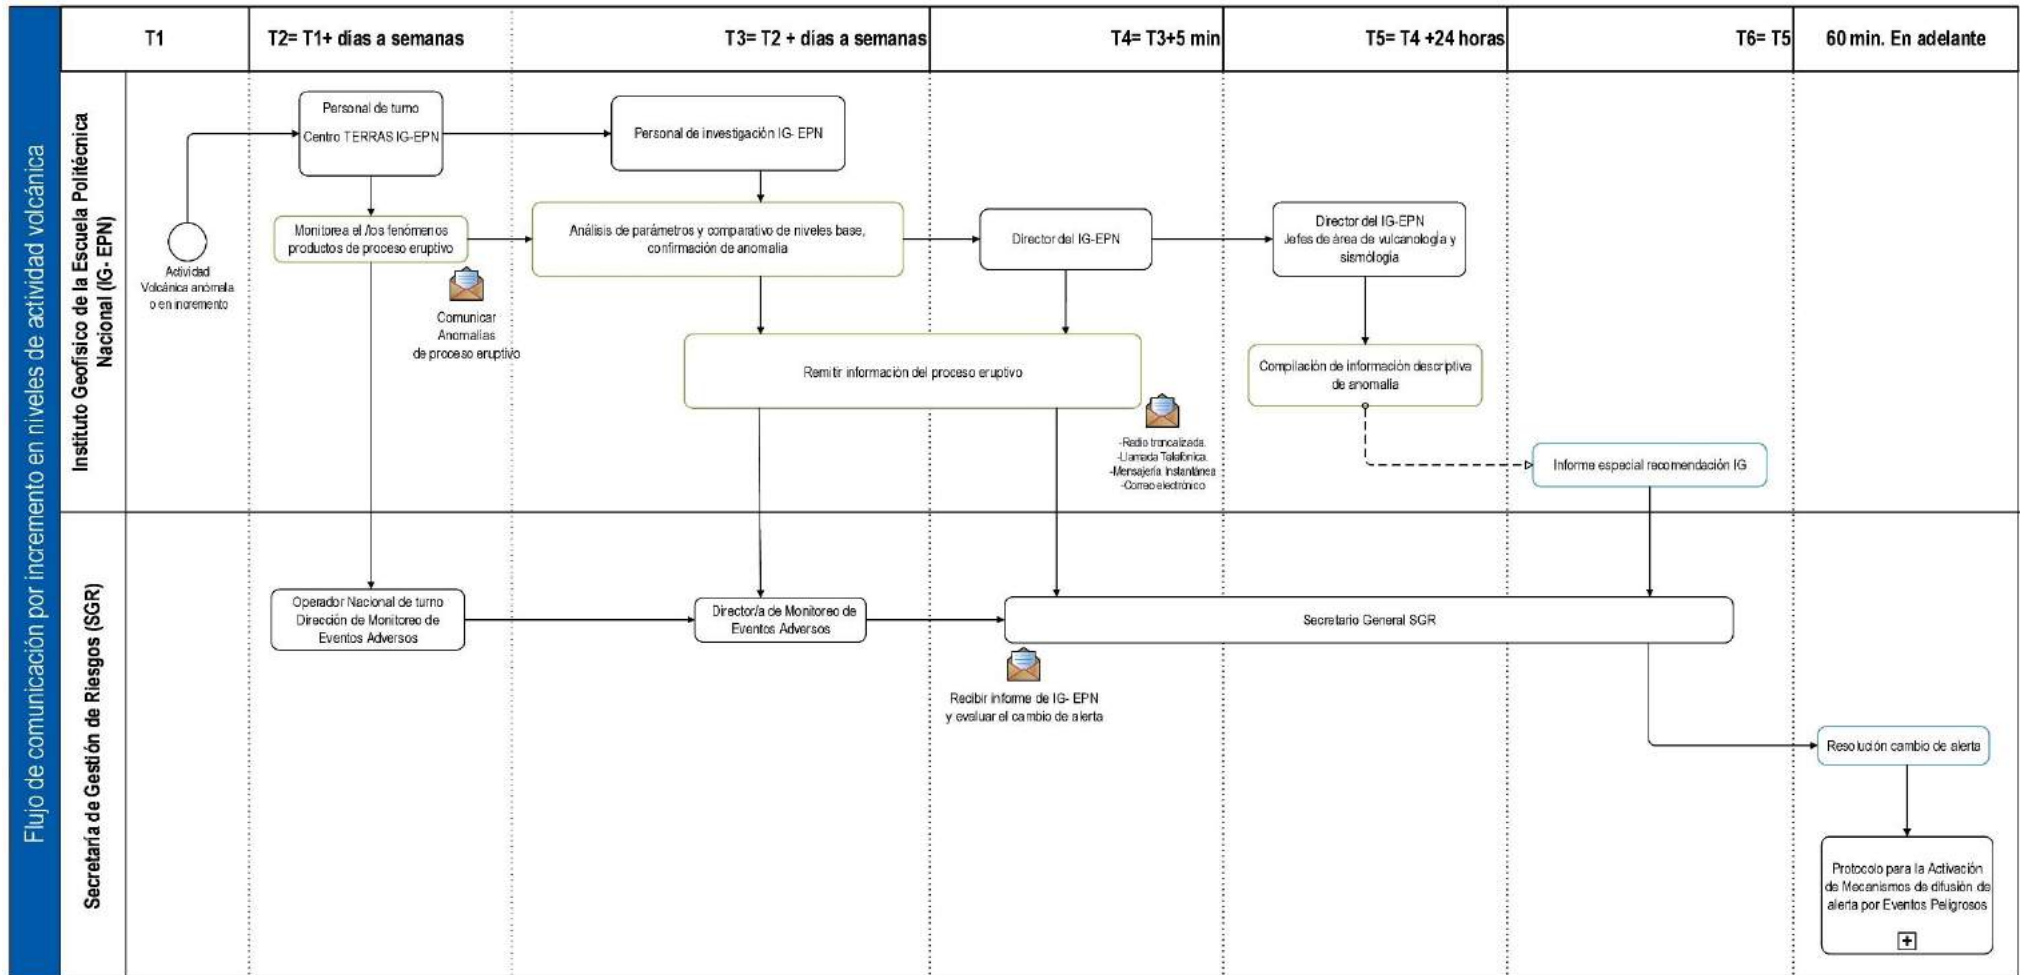 Flujo de comunicación por incremento en niveles de actividad volcánica
T1
T2= T1+ días a semanas
T3= T2 + días a semanas
T4= T3+5 min
T5= T4 +24 horas
T6= T5
60 min. En adelante
Instituto Geofísico de la Escuela Politécnica
Nacional (IG- EPN)
Actividad
Volcánica anómala
o en incremento
Personal de turno
Centro TERRAS IG-EPN
Monitorea el /los fenómenos
productos de proceso eruptivo
Comunicar
Anomalías
de proceso eruptivo
Personal de investigación IG- EPN
Análisis de parámetros y comparativo de niveles base,
confirmación de anomalia
Remitir información del proceso eruptivo
Director del IG-EPN
-Radio troncalizada.
-Llamada Telefónica.
-Mensajería Instantánea
-Correo electrónico
Director del IG-EPN
Jefes de área de vulcanología y
sismólogia
Compilación de información descriptiva
de anomalía
Informe especial recomendación IG
Secretaría de Gestión de Riesgos (SGR)
Operador Nacional de turno
Dirección de Monitoreo de
Eventos Adversos
Director/a de Monitoreo de
Eventos Adversos
Secretario General SGR
Recibir informe de IG- EPN
y evaluar el cambio de alerta
Resolución cambio de alerta
Protocolo para la Activación
de Mecanismos de difusión de
alerta por Eventos Peligrosos